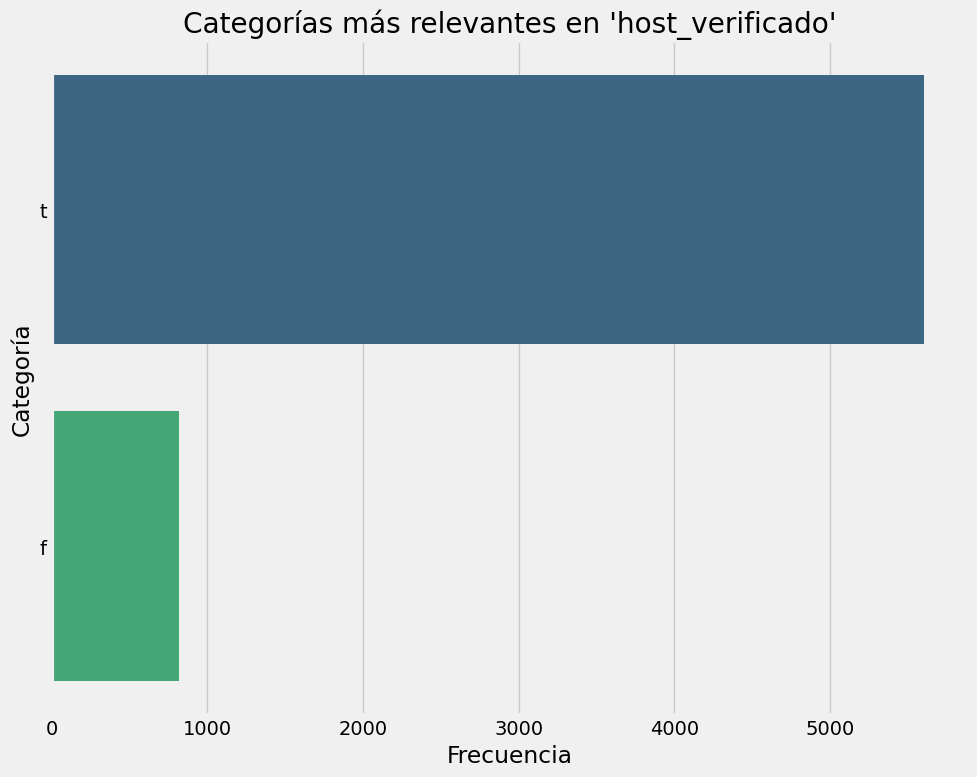 Categorías más relevantes en 'host_verificado'
Categoría
t
f
0 1000 2000 3000 4000 5000
Frecuencia